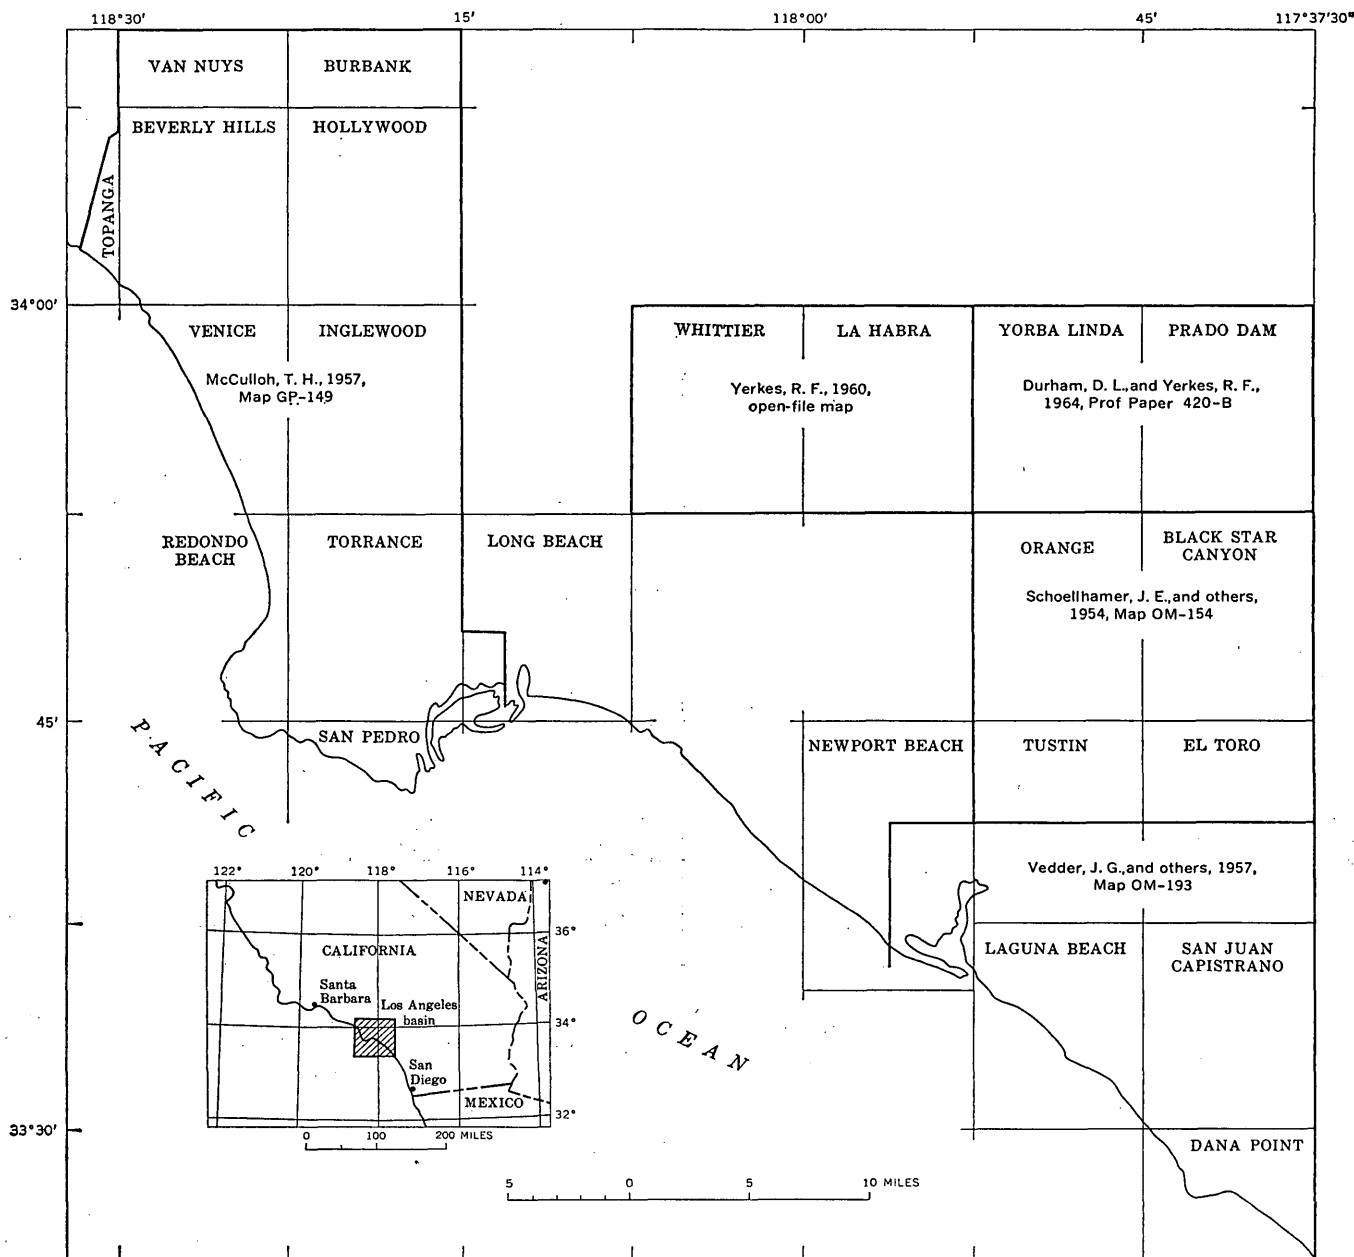 118°30'
15'
118°00'
45'
117°37'30"
VAN NUYS
BURBANK
BEVERLY HILLS
HOLLYWOOD
TOPANGA
34°00'
VENICE
INGLEWOOD
McCulloh, T. H., 1957,
Map GP-149
WHITTIER
LA HABRA
YORBA LINDA
PRADO DAM
Yerkes, R. F., 1960,
open-file map
Durham, D. L., and Yerkes, R. F.,
1964, Prof Paper 420-B
REDONDO
BEACH
TORRANCE
LONG BEACH
ORANGE
BLACK STAR
CANYON
Schoellhamer, J. E., and others,
1954, Map OM-154
45'
SAN PEDRO
NEWPORT BEACH
TUSTIN
EL TORO
PACIFIC
Vedder, J. G., and others, 1957,
Map OM-193
LAGUNA BEACH
SAN JUAN
CAPISTRANO
OCEAN
122°
120°
118°
116°
114°
NEVADA
36°
CALIFORNIA
ARIZONA
Santa
Barbara
Los Angeles
basin
34°
San
Diego
MEXICO
32°
0 100 200 MILES
33°30'
DANA POINT
5 0 5 10 MILES